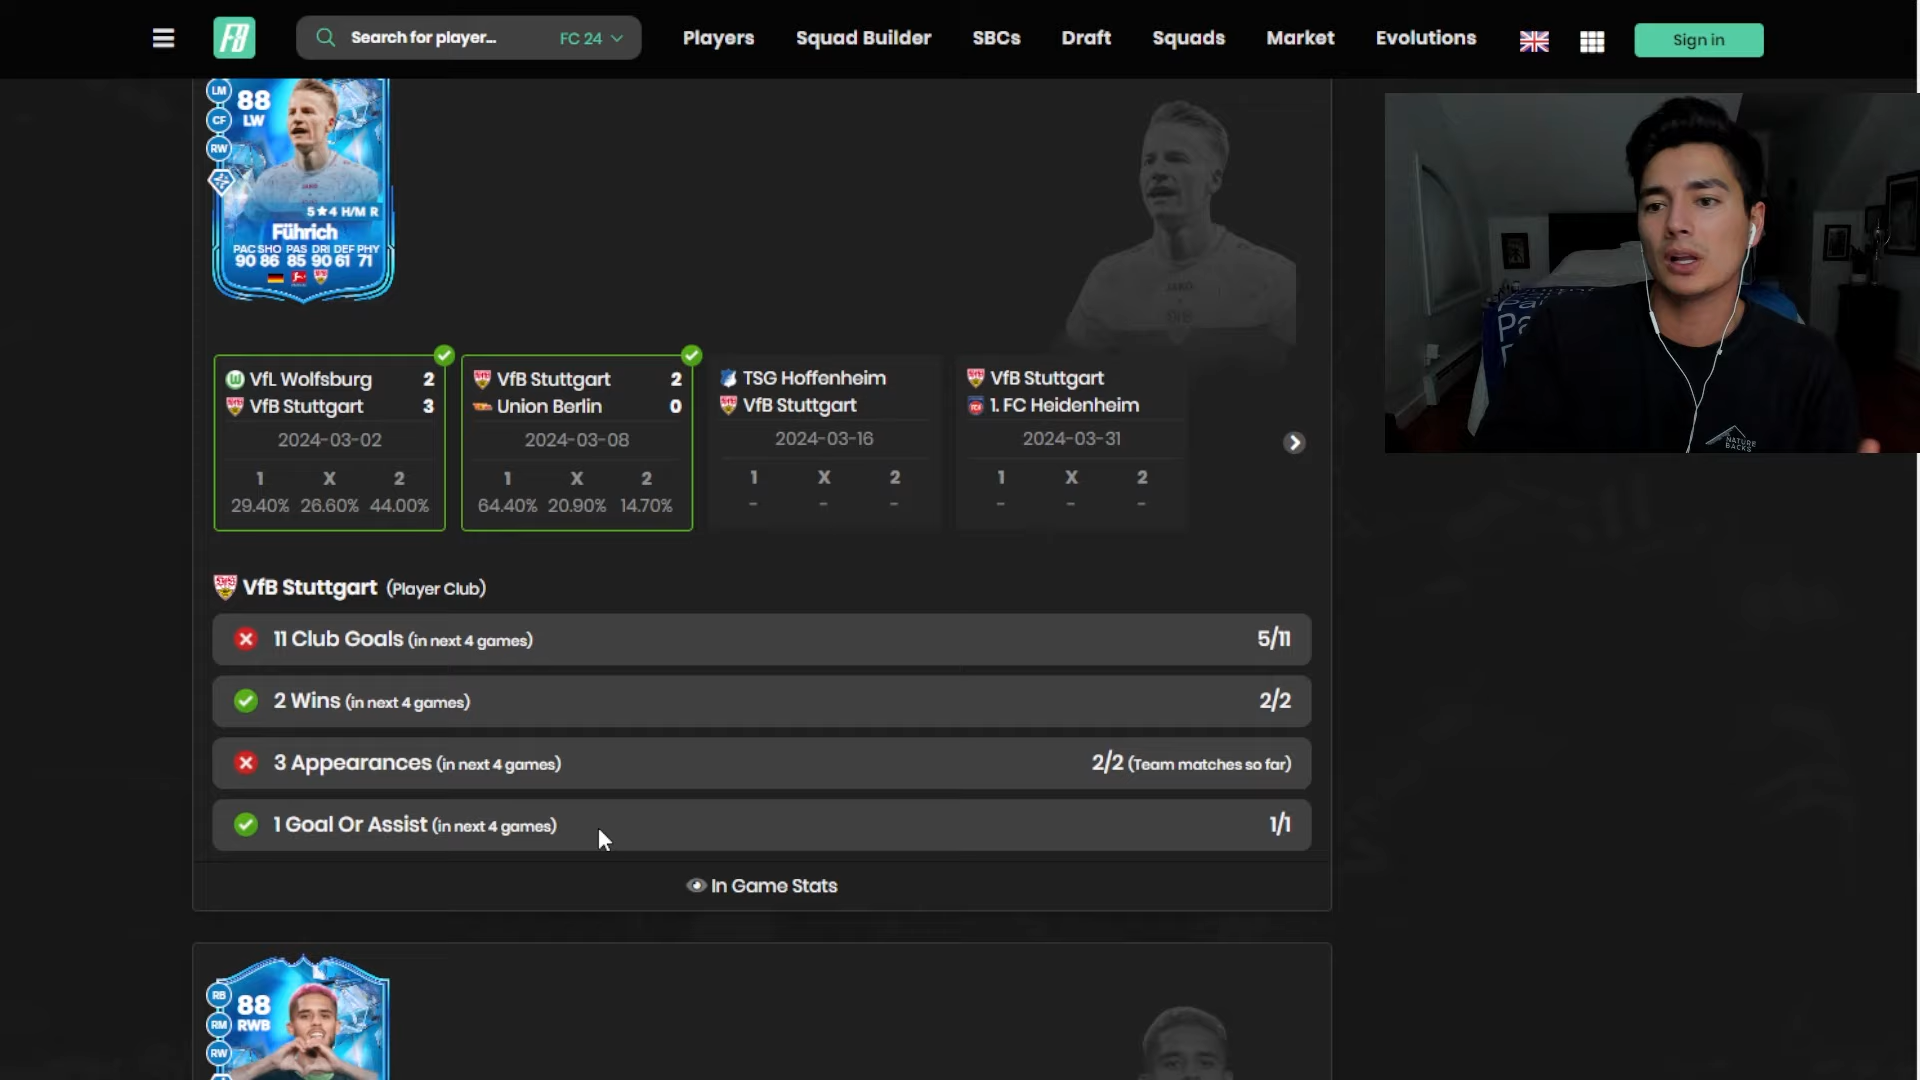 Search for player...
FC 24
Players
Squad Builder
SBCs
Draft
Squads
Market
Evolutions
Sign in
LM
CF
RW
88
LW
5★4 H/M R
Führich
PAC SHO PAS DRI DEF PHY
90 86 85 90 61 71
VfL Wolfsburg 2
VfB Stuttgart 3
2024-03-02
1 X 2
29.40% 26.60% 44.00%
VfB Stuttgart 2
Union Berlin 0
2024-03-08
1 X 2
64.40% 20.90% 14.70%
TSG Hoffenheim
VfB Stuttgart
2024-03-16
1 X 2
- - -
VfB Stuttgart
1. FC Heidenheim
2024-03-31
1 X 2
- - -
VfB Stuttgart (Player Club)
11 Club Goals (in next 4 games) 5/11
2 Wins (in next 4 games) 2/2
3 Appearances (in next 4 games) 2/2 (Team matches so far)
1 Goal Or Assist (in next 4 games) 1/1
In Game Stats
RB
RM
RW
88
RWB
NATURE
BACKS